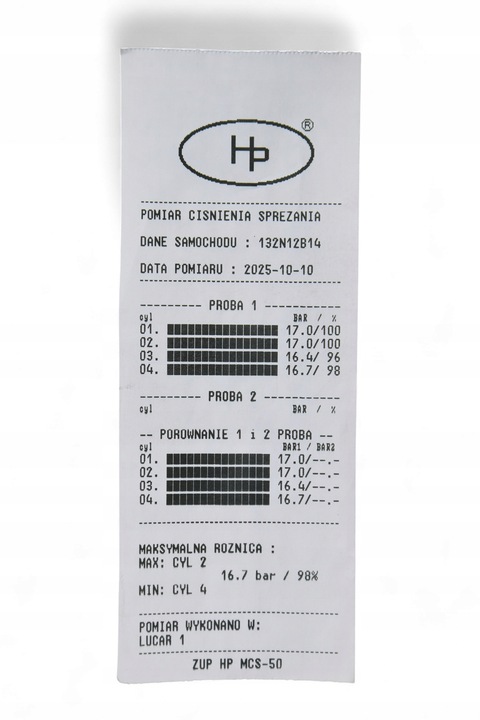 HP ®
POMIAR CISNIENIA SPREZANIA
DANE SAMOCHODU : 132N12B14
DATA POMIARU : 2025-10-10
--------- PROBA 1 ---------
cyl BAR / %
01. 17.0/100
02. 17.0/100
03. 16.4/ 96
04. 16.7/ 98
--------- PROBA 2 ---------
cyl BAR / %
-- POROWNANIE 1 i 2 PROBA --
cyl BAR1 / BAR2
01. 17.0/--.-
02. 17.0/--.-
03. 16.4/--.-
04. 16.7/--.-
MAKSYMALNA ROZNICA :
MAX: CYL 2
16.7 bar / 98%
MIN: CYL 4
POMIAR WYKONANO W:
LUCAR 1
ZUP HP MCS-50